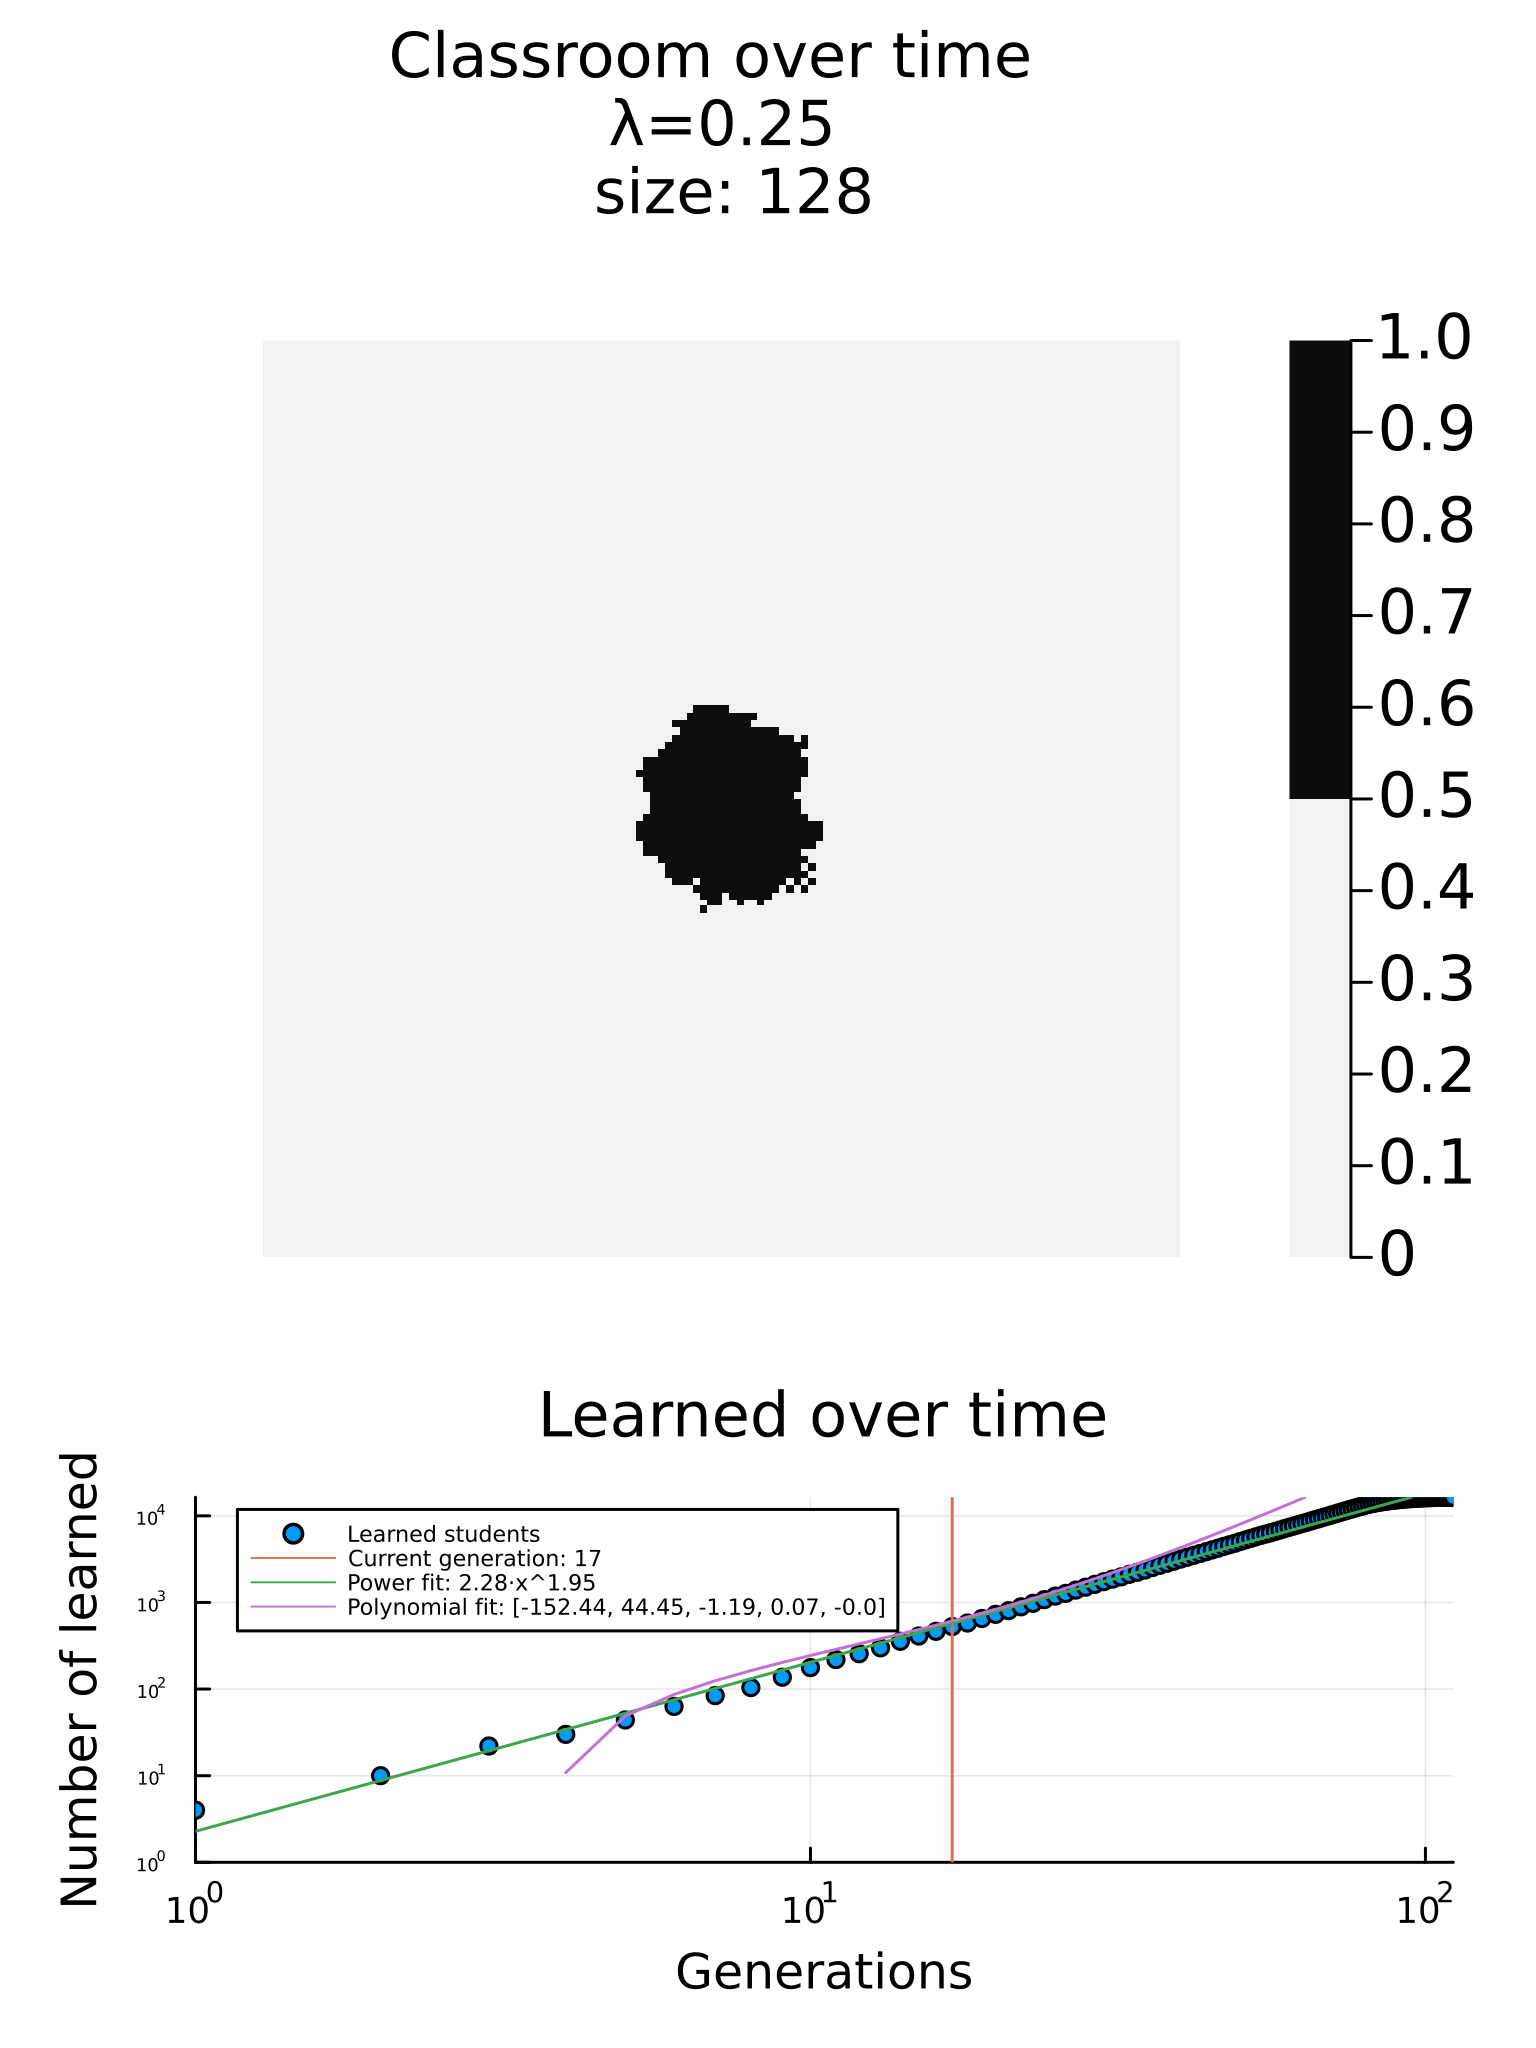 Classroom over time
λ=0.25
size: 128
1.0
0.9
0.8
0.7
0.6
0.5
0.4
0.3
0.2
0.1
0
Learned over time
Number of learned
10^4
10^3
10^2
10^1
10^0
Learned students
Current generation: 17
Power fit: 2.28·x^1.95
Polynomial fit: [-152.44, 44.45, -1.19, 0.07, -0.0]
10^0 10^1 10^2
Generations